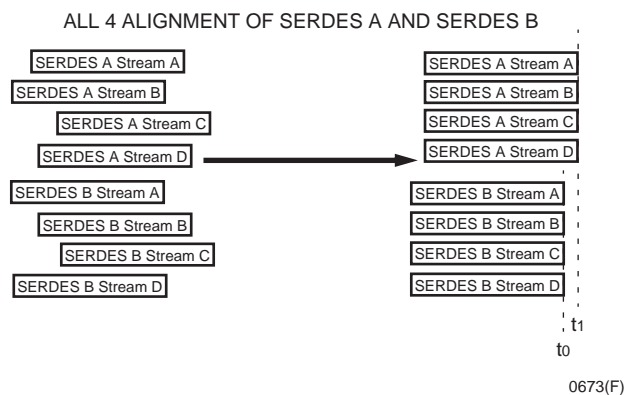 ALL 4 ALIGNMENT OF SERDES A AND SERDES B
SERDES A Stream A
SERDES A Stream B
SERDES A Stream C
SERDES A Stream D
SERDES B Stream A
SERDES B Stream B
SERDES B Stream C
SERDES B Stream D
SERDES A Stream A
SERDES A Stream B
SERDES A Stream C
SERDES A Stream D
SERDES B Stream A
SERDES B Stream B
SERDES B Stream C
SERDES B Stream D
t1
t0
0673(F)